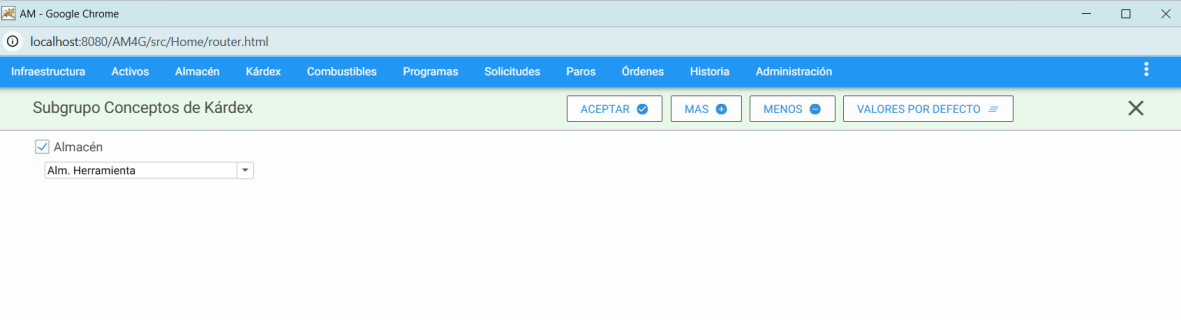 AM - Google Chrome
localhost:8080/AM4G/src/Home/router.html
Infraestructura Activos Almacén Kárdex Combustibles Programas Solicitudes Paros Órdenes Historia Administración
Subgrupo Conceptos de Kárdex ACEPTAR MAS MENOS VALORES POR DEFECTO
Almacén
Alm. Herramienta